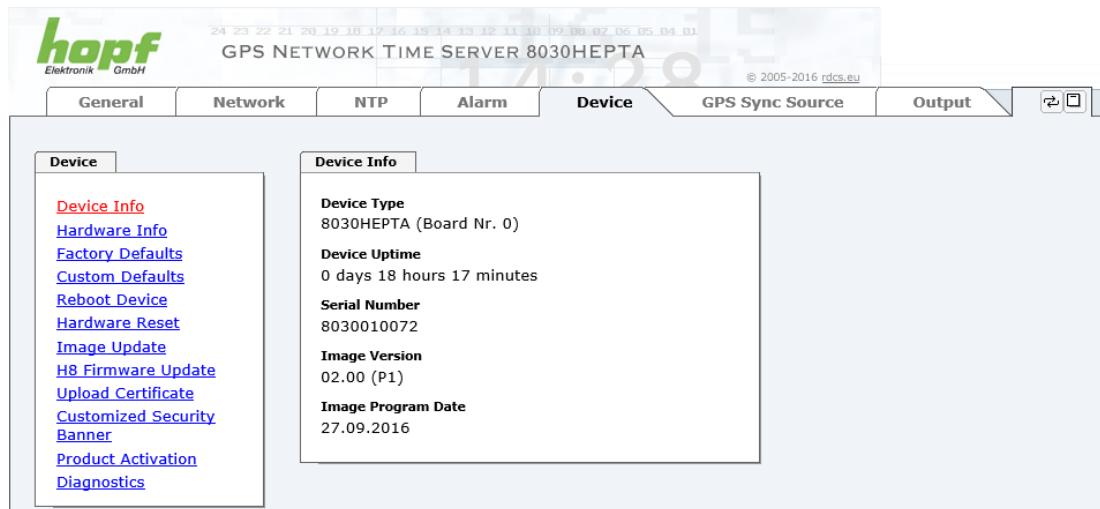 hopf
Elektronik GmbH
24 23 22 21 20 19 18 17 16 15 14 13 12 11 10 09 08 07 06 05 04 01
GPS NETWORK TIME SERVER 8030HEPTA
14:28
© 2005-2016 rdcs.eu
General Network NTP Alarm Device GPS Sync Source Output
Device
Device Info
Hardware Info
Factory Defaults
Custom Defaults
Reboot Device
Hardware Reset
Image Update
H8 Firmware Update
Upload Certificate
Customized Security
Banner
Product Activation
Diagnostics
Device Info
Device Type
8030HEPTA (Board Nr. 0)
Device Uptime
0 days 18 hours 17 minutes
Serial Number
8030010072
Image Version
02.00 (P1)
Image Program Date
27.09.2016